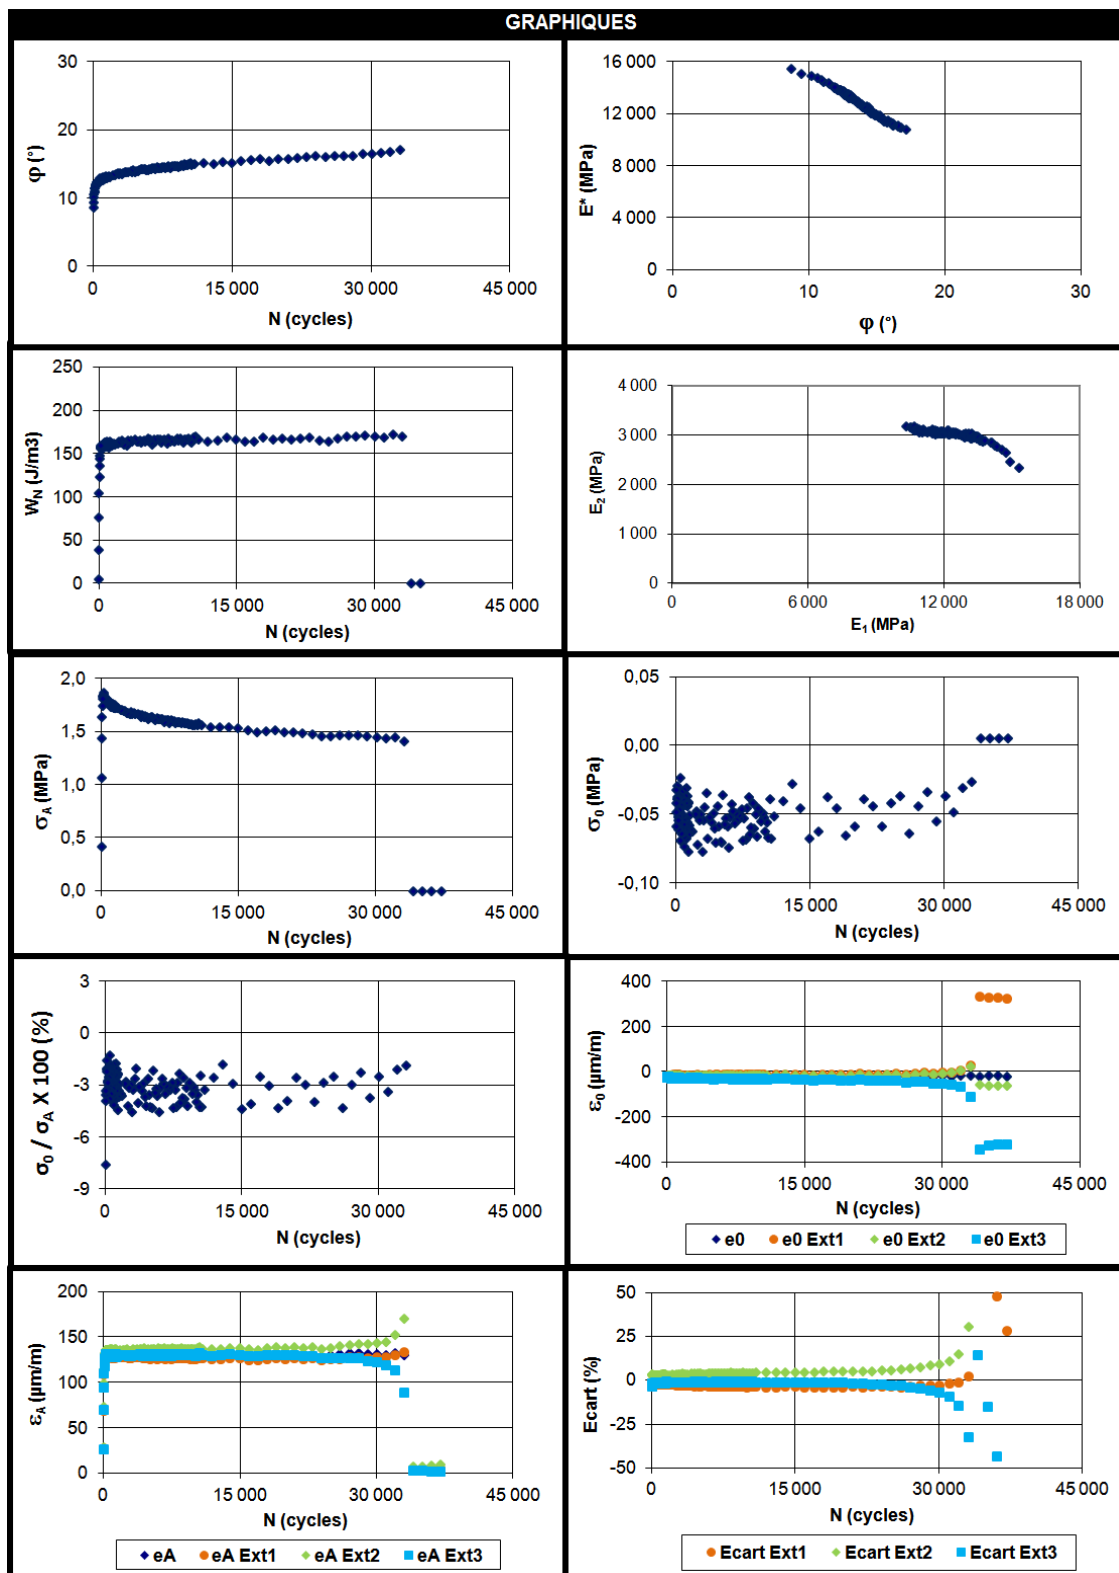 GRAPHIQUES
30
20
10
0
φ (°)
0 15 000 30 000 45 000
N (cycles)
16 000
12 000
8 000
4 000
0
E* (MPa)
0 10 20 30
φ (°)
250
200
150
100
50
0
W_N (J/m3)
0 15 000 30 000 45 000
N (cycles)
4 000
3 000
2 000
1 000
0
E₂ (MPa)
0 6 000 12 000 18 000
E₁ (MPa)
2,0
1,5
1,0
0,5
0,0
σ_A (MPa)
0 15 000 30 000 45 000
N (cycles)
0,05
0,00
-0,05
-0,10
σ₀ (MPa)
0 15 000 30 000 45 000
N (cycles)
3
0
-3
-6
-9
σ₀ / σ_A X 100 (%)
0 15 000 30 000 45 000
N (cycles)
400
200
0
-200
-400
ε₀ (µm/m)
0 15 000 30 000 45 000
N (cycles)
e0 e0 Ext1 e0 Ext2 e0 Ext3
200
150
100
50
0
ε_A (µm/m)
0 15 000 30 000 45 000
N (cycles)
eA eA Ext1 eA Ext2 eA Ext3
50
25
0
-25
-50
Ecart (%)
0 15 000 30 000 45 000
N (cycles)
Ecart Ext1 Ecart Ext2 Ecart Ext3